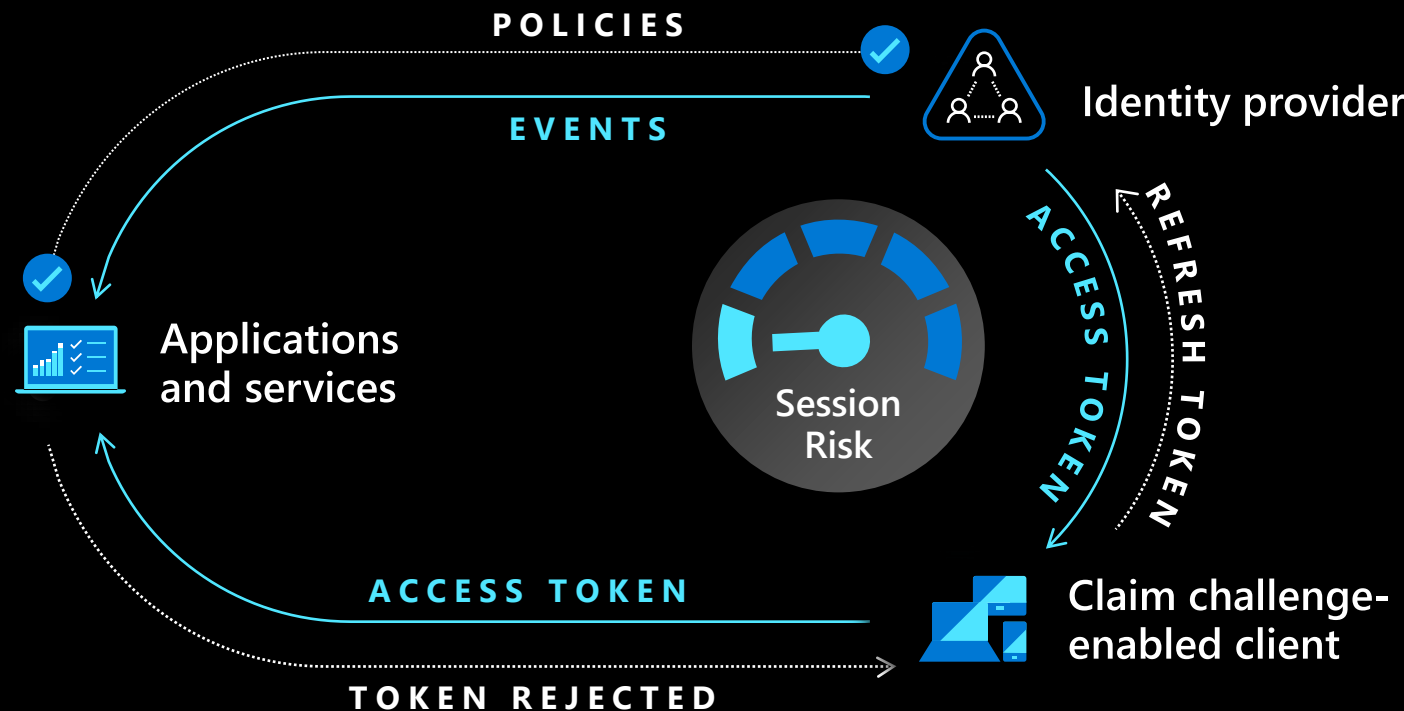 POLICIES
Identity provider
EVENTS
ACCESS TOKEN
REFRESH TOKEN
Applications
and services
Session
Risk
ACCESS TOKEN
Claim challenge-
enabled client
TOKEN REJECTED